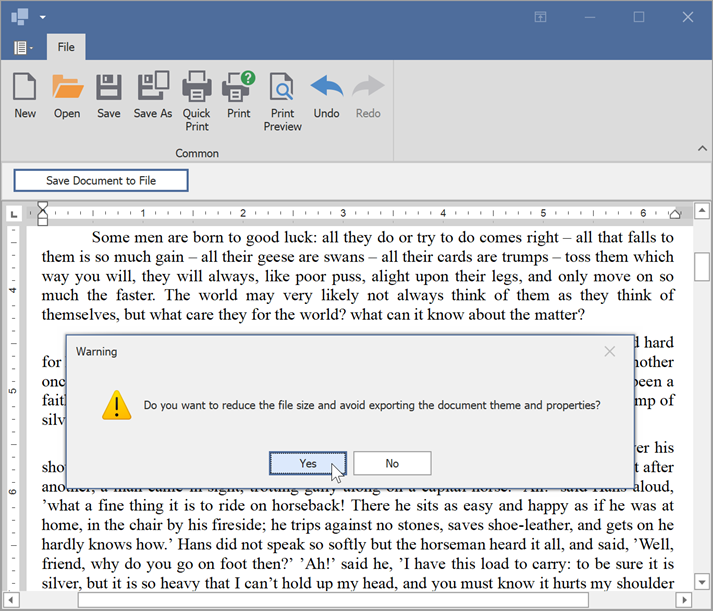 File
New
Open
Save
Save As
Quick Print
Print
Print Preview
Undo
Redo
Common
Save Document to File
1 2 3 4 5 6
Some men are born to good luck: all they do or try to do comes right – all that falls to
them is so much gain – all their geese are swans – all their cards are trumps – toss them which
way you will, they will always, like poor puss, alight upon their legs, and only move on so
much the faster. The world may very likely not always think of them as they think of
themselves, but what care they for the world? what can it know about the matter?
hard
for
once
faith
silv
Warning
Do you want to reduce the file size and avoid exporting the document theme and properties?
Yes
No
een a
mp of
er his
sho
t after
another, a man came in sight, trotting gaily along on a capital horse. 'Ah!' said Hans aloud,
’what a fine thing it is to ride on horseback! There he sits as easy and happy as if he was at
home, in the chair by his fireside; he trips against no stones, saves shoe-leather, and gets on he
hardly knows how.’ Hans did not speak so softly but the horseman heard it all, and said, ’Well,
friend, why do you go on foot then?’ ’Ah!’ said he, ’I have this load to carry: to be sure it is
silver, but it is so heavy that I can’t hold up my head, and you must know it hurts my shoulder
4
5
6